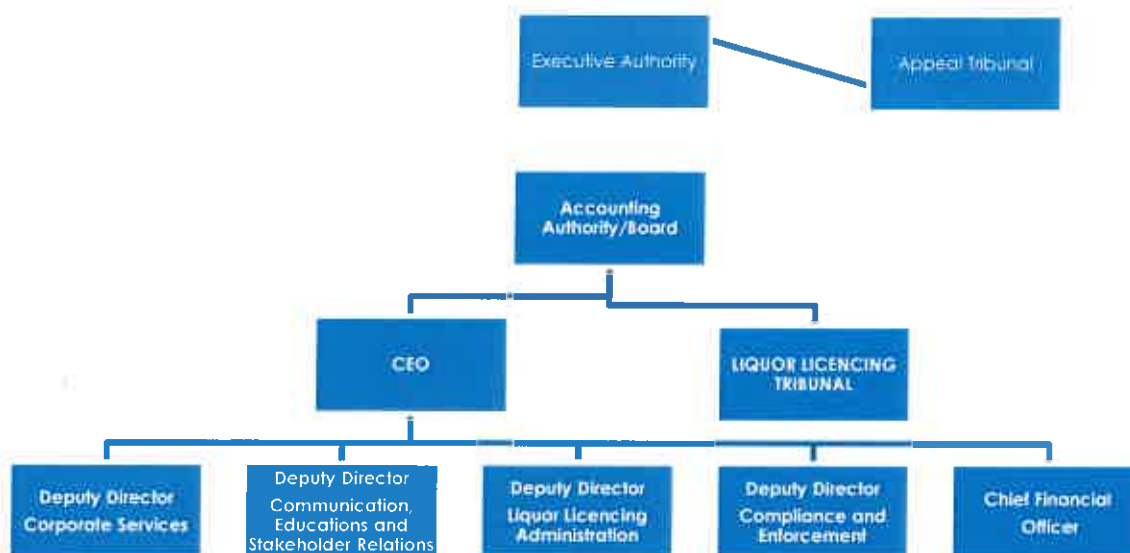 Executive Authority
Appeal Tribunal
Accounting
Authority/Board
CEO
LIQUOR LICENCING
TRIBUNAL
Deputy Director
Corporate Services
Deputy Director
Communication,
Educations and
Stakeholder Relations
Deputy Director
Liquor Licencing
Administration
Deputy Director
Compliance and
Enforcement
Chief Financial
Officer